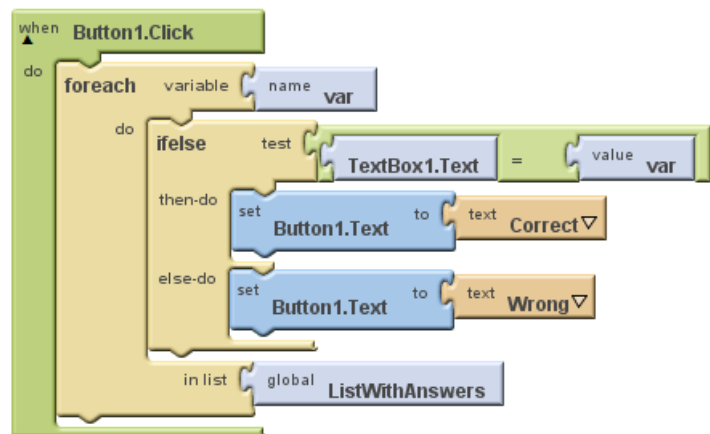 when Button1.Click
do
foreach variable name var
do
ifelse test TextBox1.Text = value var
then-do set Button1.Text to text Correct
else-do set Button1.Text to text Wrong
in list global ListWithAnswers